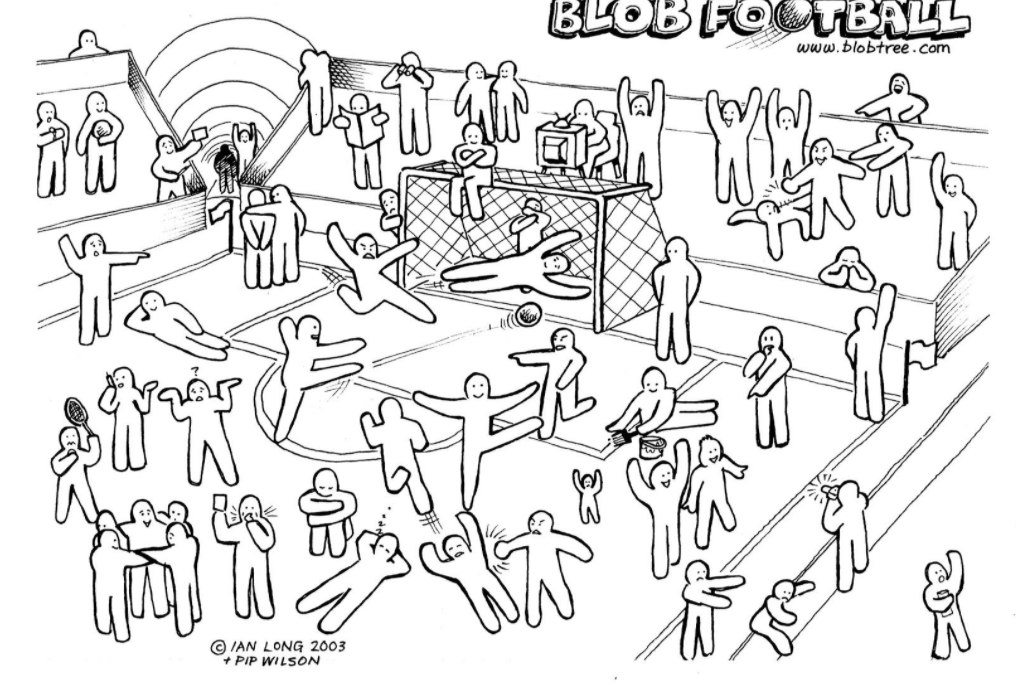 BLOB FOOTBALL
www.blobtree.com
?
z z z
© IAN LONG 2003
+ PIP WILSON